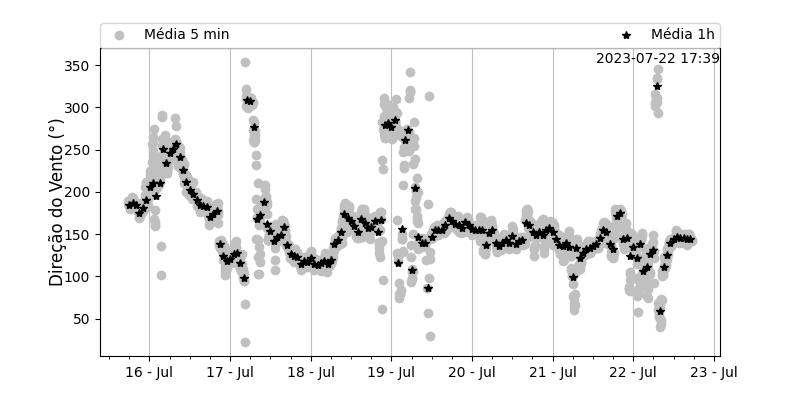 Média 5 min
Média 1h
2023-07-22 17:39
Direção do Vento (°)
350
300
250
200
150
100
50
16 - Jul
17 - Jul
18 - Jul
19 - Jul
20 - Jul
21 - Jul
22 - Jul
23 - Jul